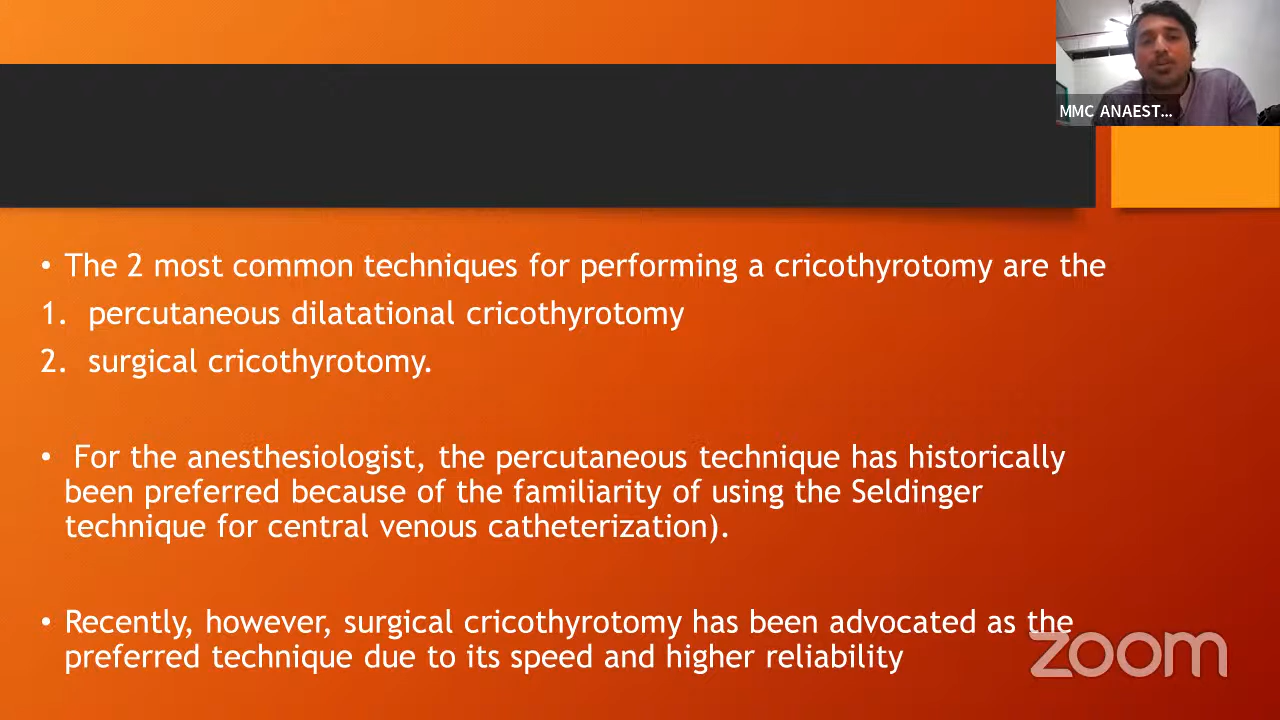 MMC ANAEST...
• The 2 most common techniques for performing a cricothyrotomy are the
1. percutaneous dilatational cricothyrotomy
2. surgical cricothyrotomy.
• For the anesthesiologist, the percutaneous technique has historically
been preferred because of the familiarity of using the Seldinger
technique for central venous catheterization).
• Recently, however, surgical cricothyrotomy has been advocated as the
preferred technique due to its speed and higher reliability
zoom